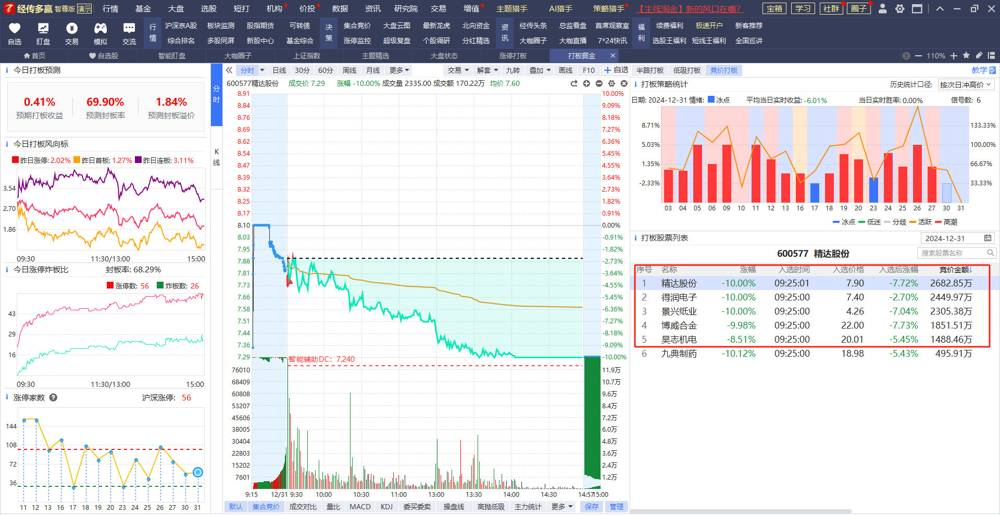 经传多赢 智尊版 演示 行情 基金 大盘 选股 短打 机构 价投 数据 资讯 研究院 交易 增值 主题猎手 AI猎手 策略猎手 【主线淘金】新的风口在哪? 宝箱 学习 社群 圈子
自选 盯盘 交易 模拟 交流
行情 沪深京A股 板块监测 股指期货 可转债 决策 集合竞价 大盘云图 最新龙虎 北向资金 资讯 经传头条 总监看盘 首席观察室 福利 续费福利 极速开户 新客推荐
综合排名 多股同屏 新股中心 基金综合 涨停监控 超级复盘 个股调研 分红精选 大咖圈子 大咖直播 7*24快讯 选股王福利 短线王福利 全国巡讲
首页 自选股 智能盯盘 大咖圈子 上证指数 主题精选 大盘状态 涨停打板 打板掘金 110%
今日打板预测
0.41% 69.90% 1.84%
预期打板收益 预测封板率 预测封板溢价
今日打板风向标
昨日涨停: 2.02% 昨日首板: 1.27% 昨日连板: 3.11%
3.54
2.70
1.86
09:30 11:30/13:00 15:00
今日涨停炸板比 封板率: 68.29%
涨停数: 56 炸板数: 26
43
29
16
09:30 11:30/13:00 15:00
涨停家数 沪深涨停: 56
144
108
72
36
11 12 13 16 17 18 19 20 23 24 25 26 27 30 31
分时
K线
分时 日线 30分 60分 周线 月线 更多 交易 解套 九转 叠加 画线 F10 自选
600577精达股份 成交价 7.29 涨幅 -10.00% 成交量 2335.00 成交额 170.22万 均价 7.60
8.91 10.00%
8.84 9.09%
8.76 8.18%
8.69 7.27%
8.62 6.36%
8.54 5.45%
8.47 4.55%
8.39 3.64%
8.32 2.73%
8.25 1.82%
8.17 0.91%
8.10 0.00%
8.03 -0.91%
7.95 -1.82%
7.88 -2.73%
7.81 -3.64%
7.73 -4.55%
7.66 -5.45%
7.58 -6.36%
7.51 -7.27%
7.44 -8.18%
7.36 -9.09%
7.29 智能辅助DC：7.240 -10.00%
76010 11.9万
68409 10.7万
60808 9.6万
53207 8.4万
45606 7.2万
38005 6.0万
30404 4.8万
22803 3.6万
15202 2.4万
7601 1.2万
9:15 12/31 9:30 10:00 10:30 11:00 13:00 13:30 14:00 14:30 14:57 15:00
默认 集合竞价 成交对比 量比 MACD KDJ 委买委卖 操盘线 高抛低吸 主力统计 更多 保存 管理
半路打板 低吸打板 竞价打板 教学
打板策略统计 历史统计口径: 按次日冲高价
日期: 2024-12-31 情绪: 冰点 平均当日实时收益: -6.01% 当日实时胜率: 0.00% 信号数: 6
8.71% 133.33%
5.03% 100.00%
1.35% 66.67%
-2.33% 33.33%
03 04 05 06 09 10 11 12 13 16 17 18 19 20 23 24 25 26 27 30 31
冰点 低迷 分歧 活跃 高潮
打板股票列表 2024-12-31
600577 精达股份 搜索股票名称
序号 名称 涨幅 入选时间 入选价格 入选后涨幅 竞价金额↓
1 精达股份 -10.00% 09:25:01 7.90 -7.72% 2682.85万
2 得润电子 -10.00% 09:25:00 7.40 -2.70% 2449.97万
3 景兴纸业 -10.00% 09:25:00 4.26 -7.04% 2305.38万
4 博威合金 -9.98% 09:25:00 22.00 -7.73% 1851.51万
5 昊志机电 -8.51% 09:25:00 20.01 -5.45% 1488.46万
6 九典制药 -10.12% 09:25:00 18.98 -5.43% 495.91万